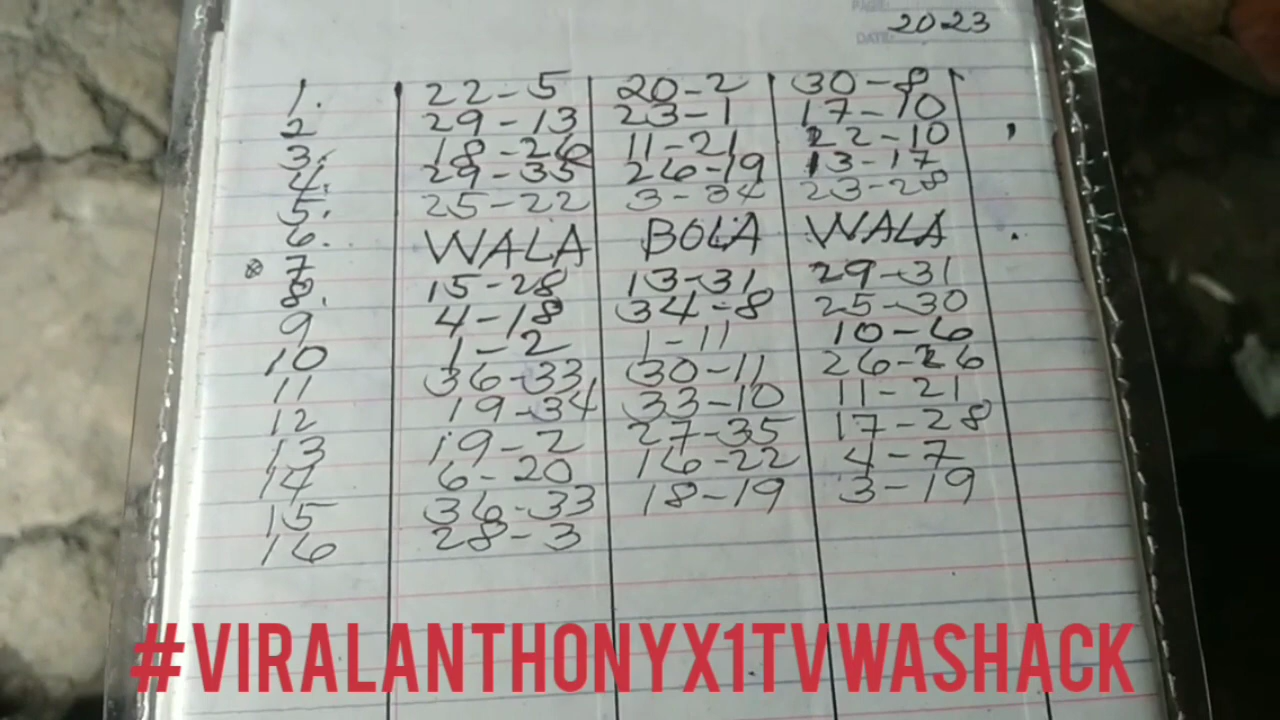 PAGE:
DATE: 2023
1. 22-5 20-2 30-8
2 29-13 23-1 17-10
3. 18-26 11-21 22-10
4. 29-35 26-19 13-17
5. 25-22 3-34 23-28
6. WALA BOLA WALA
7 15-28 13-31 29-31
8. 4-18 34-8 25-30
9 1-2 1-11 10-6
10 36-33 30-11 26-26
11 19-34 33-10 11-21
12 19-2 27-35 17-28
13 6-20 16-22 4-7
14 36-33 18-19 3-19
15 28-3
16
#VIRALANTHONYX1TVWASHACK